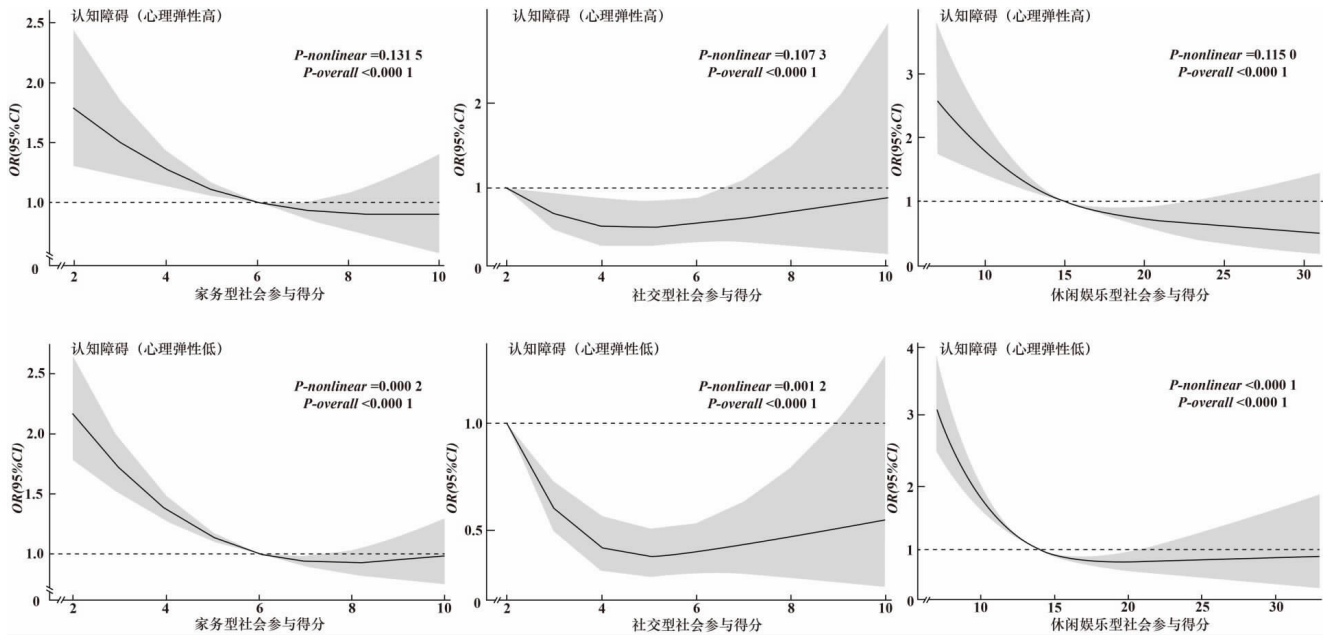 认知障碍（心理弹性高）
P-nonlinear =0.131 5
P-overall <0.000 1
OR(95%CI)
2.5
2.0
1.5
1.0
0
2 4 6 8 10
家务型社会参与得分
认知障碍（心理弹性高）
P-nonlinear =0.107 3
P-overall <0.000 1
OR(95%CI)
2
1
0
2 4 6 8 10
社交型社会参与得分
认知障碍（心理弹性高）
P-nonlinear =0.115 0
P-overall <0.000 1
OR(95%CI)
3
2
1
0
10 15 20 25 30
休闲娱乐型社会参与得分
认知障碍（心理弹性低）
P-nonlinear =0.000 2
P-overall <0.000 1
OR(95%CI)
2.5
2.0
1.5
1.0
0
2 4 6 8 10
家务型社会参与得分
认知障碍（心理弹性低）
P-nonlinear =0.001 2
P-overall <0.000 1
OR(95%CI)
1.0
0.5
0
2 4 6 8 10
社交型社会参与得分
认知障碍（心理弹性低）
P-nonlinear <0.000 1
P-overall <0.000 1
OR(95%CI)
4
3
2
1
0
10 15 20 25 30
休闲娱乐型社会参与得分